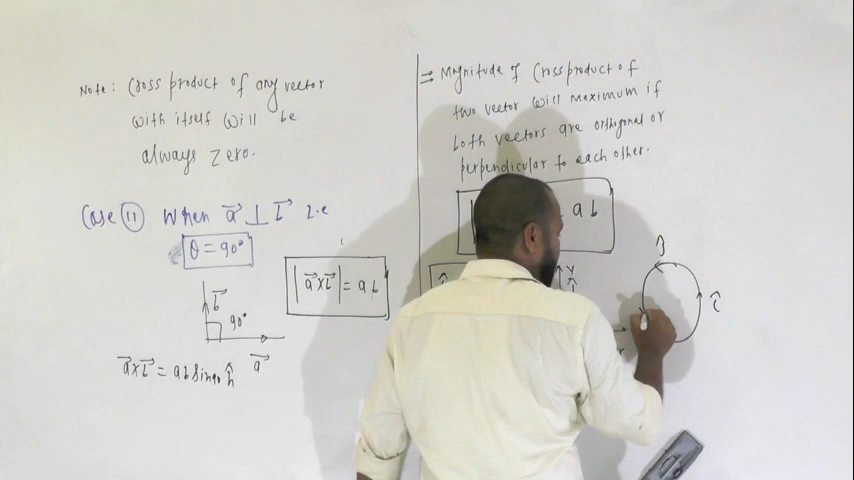 Note: Cross product of any vector
with itself will be
always zero.
Case (11) When a⃗ ⊥ b⃗ i.e
θ = 90°
|a⃗ × b⃗| = ab
b⃗
90°
a⃗
a⃗ × b⃗ = ab sin90 n̂
⇒ Magnitude of Cross product of
two vector will maximum if
both vectors are orthogonal or
perpendicular to each other.
ab
Y
ĵ
ĵ
î